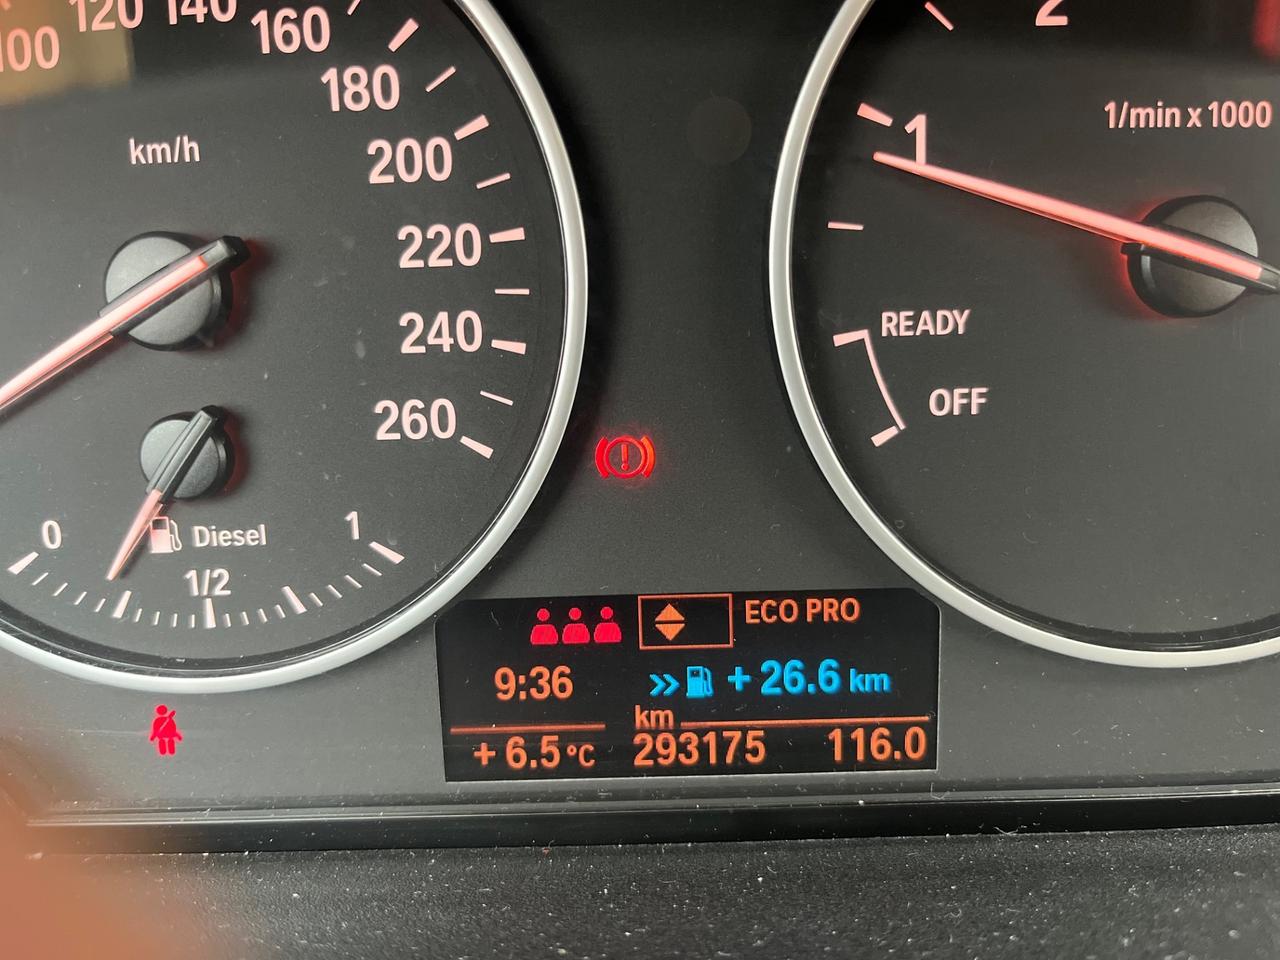 100
120
140
160
180
200
220
240
260
km/h
0
1/2
1
Diesel
2
1
1/min x 1000
READY
OFF
ECO PRO
9:36
+ 26.6 km
km
+ 6.5 °C 293175 116.0